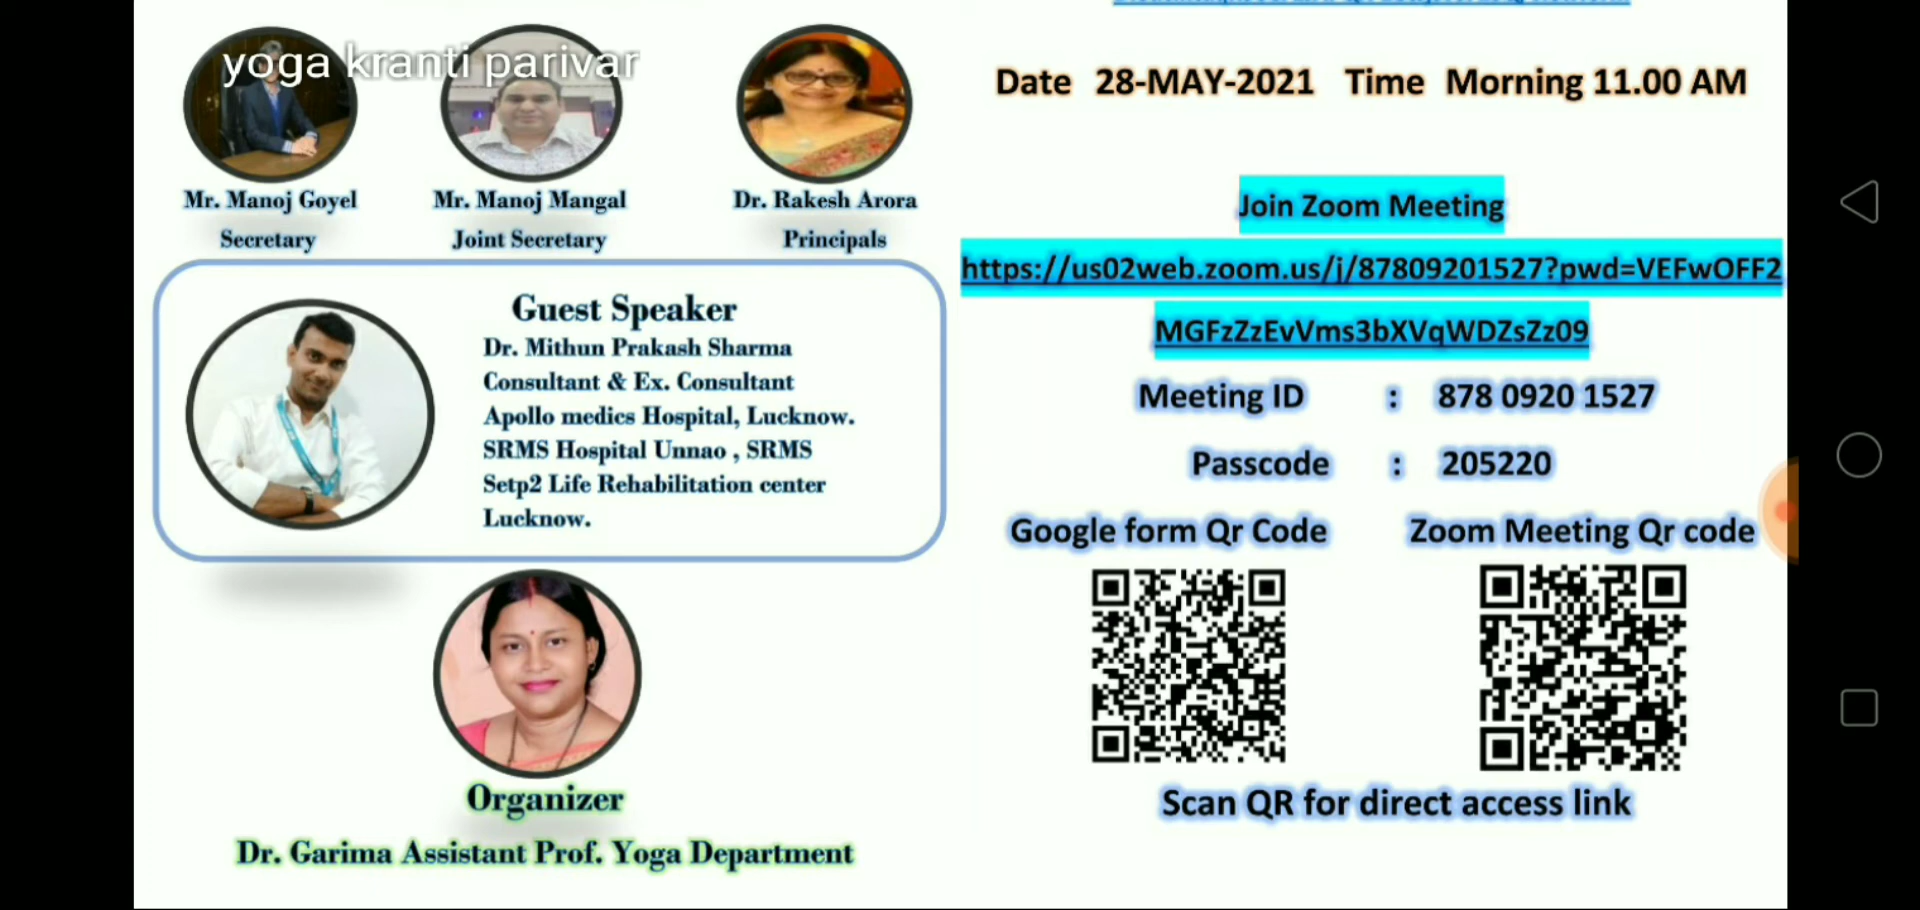 yoga kranti parivar
Mr. Manoj Goyel
Secretary
Mr. Manoj Mangal
Joint Secretary
Dr. Rakesh Arora
Principals
Guest Speaker
Dr. Mithun Prakash Sharma
Consultant & Ex. Consultant
Apollo medics Hospital, Lucknow.
SRMS Hospital Unnao , SRMS
Setp2 Life Rehabilitation center
Lucknow.
Organizer
Dr. Garima Assistant Prof. Yoga Department
Date 28-MAY-2021 Time Morning 11.00 AM
Join Zoom Meeting
https://us02web.zoom.us/j/87809201527?pwd=VEFwOFF2
MGFzZzEvVms3bXVqWDZsZz09
Meeting ID : 878 0920 1527
Passcode : 205220
Google form Qr Code
Zoom Meeting Qr code
Scan QR for direct access link